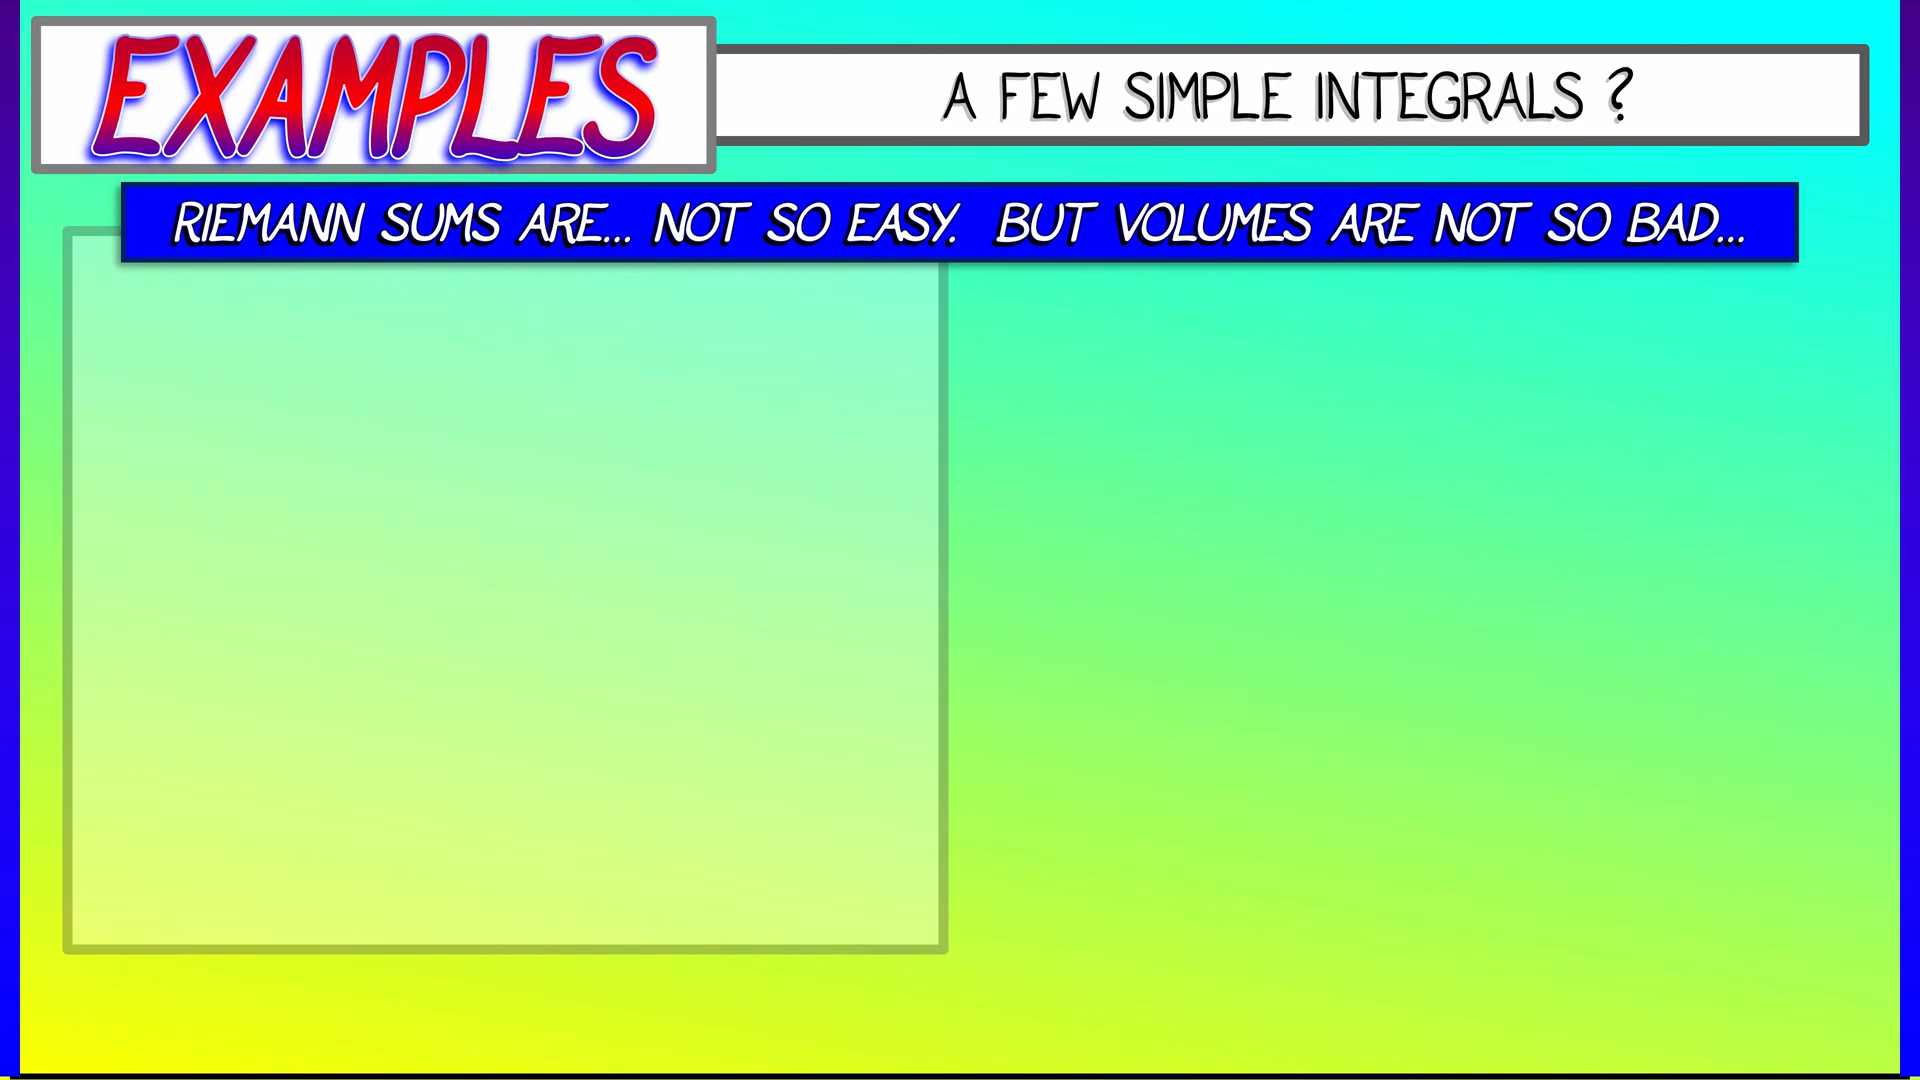 EXAMPLES
A FEW SIMPLE INTEGRALS ?
RIEMANN SUMS ARE... NOT SO EASY. BUT VOLUMES ARE NOT SO BAD...